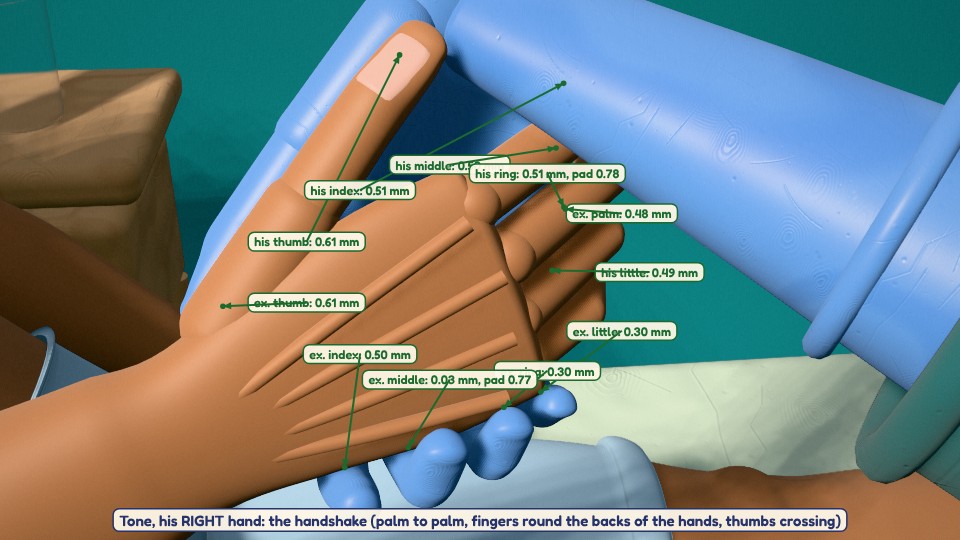 his middle: 0.5
his ring: 0.51 mm, pad 0.78
his index: 0.51 mm
ex. palm: 0.48 mm
his thumb: 0.61 mm
his little: 0.49 mm
ex. thumb: 0.61 mm
ex. little: 0.30 mm
ex. index: 0.50 mm
0.30 mm
ex. middle: 0.03 mm, pad 0.77
Tone, his RIGHT hand: the handshake (palm to palm, fingers round the backs of the hands, thumbs crossing)